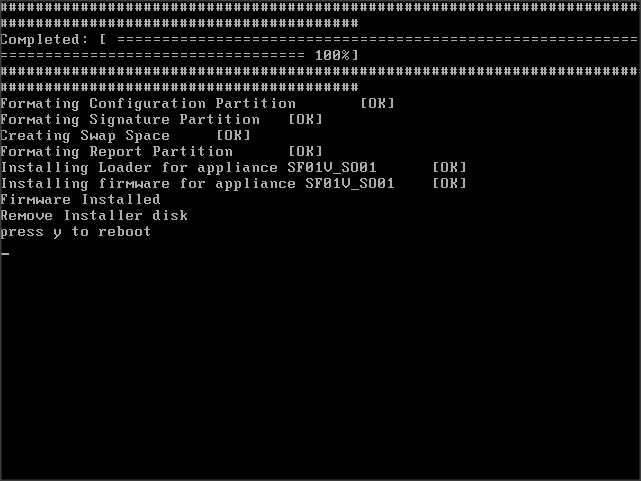 ########################################################################
########################################
Completed: [ ==========================================================
================================== 100%]
########################################################################
########################################
Formating Configuration Partition       [OK]
Formating Signature Partition   [OK]
Creating Swap Space     [OK]
Formating Report Partition      [OK]
Installing Loader for appliance SF01V_SO01      [OK]
Installing firmware for appliance SF01V_SO01    [OK]
Firmware Installed
Remove Installer disk
press y to reboot
_